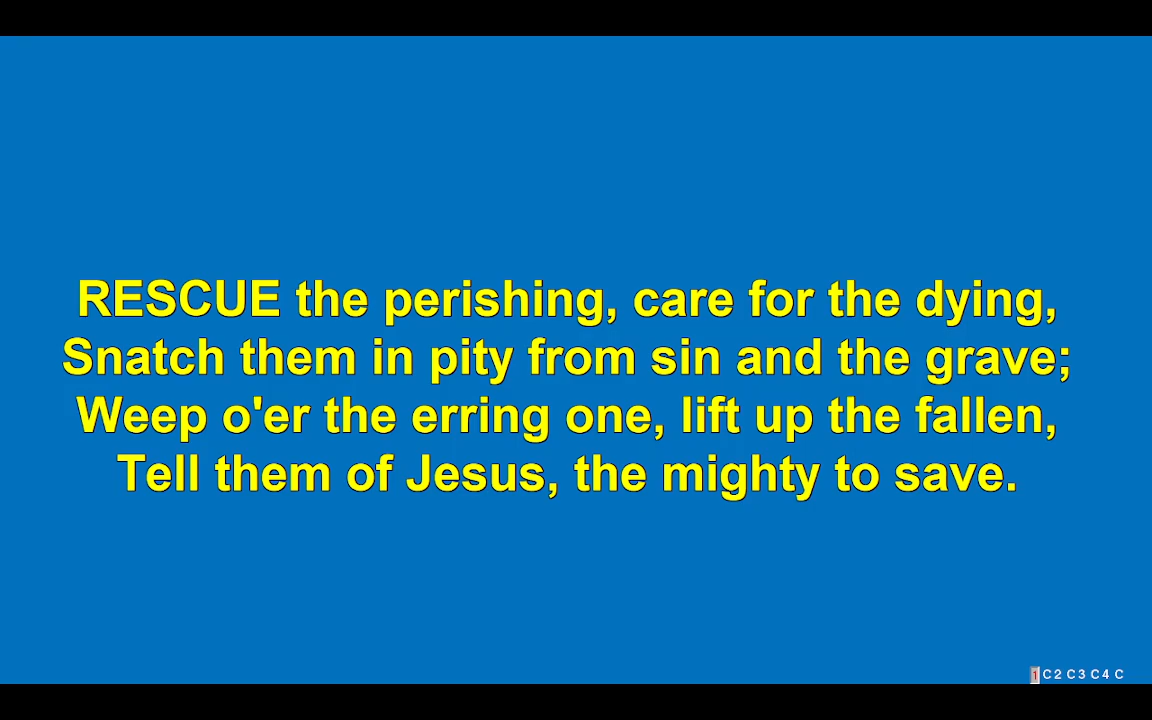 RESCUE the perishing, care for the dying,
Snatch them in pity from sin and the grave;
Weep o'er the erring one, lift up the fallen,
Tell them of Jesus, the mighty to save.
1 C 2 C 3 C 4 C